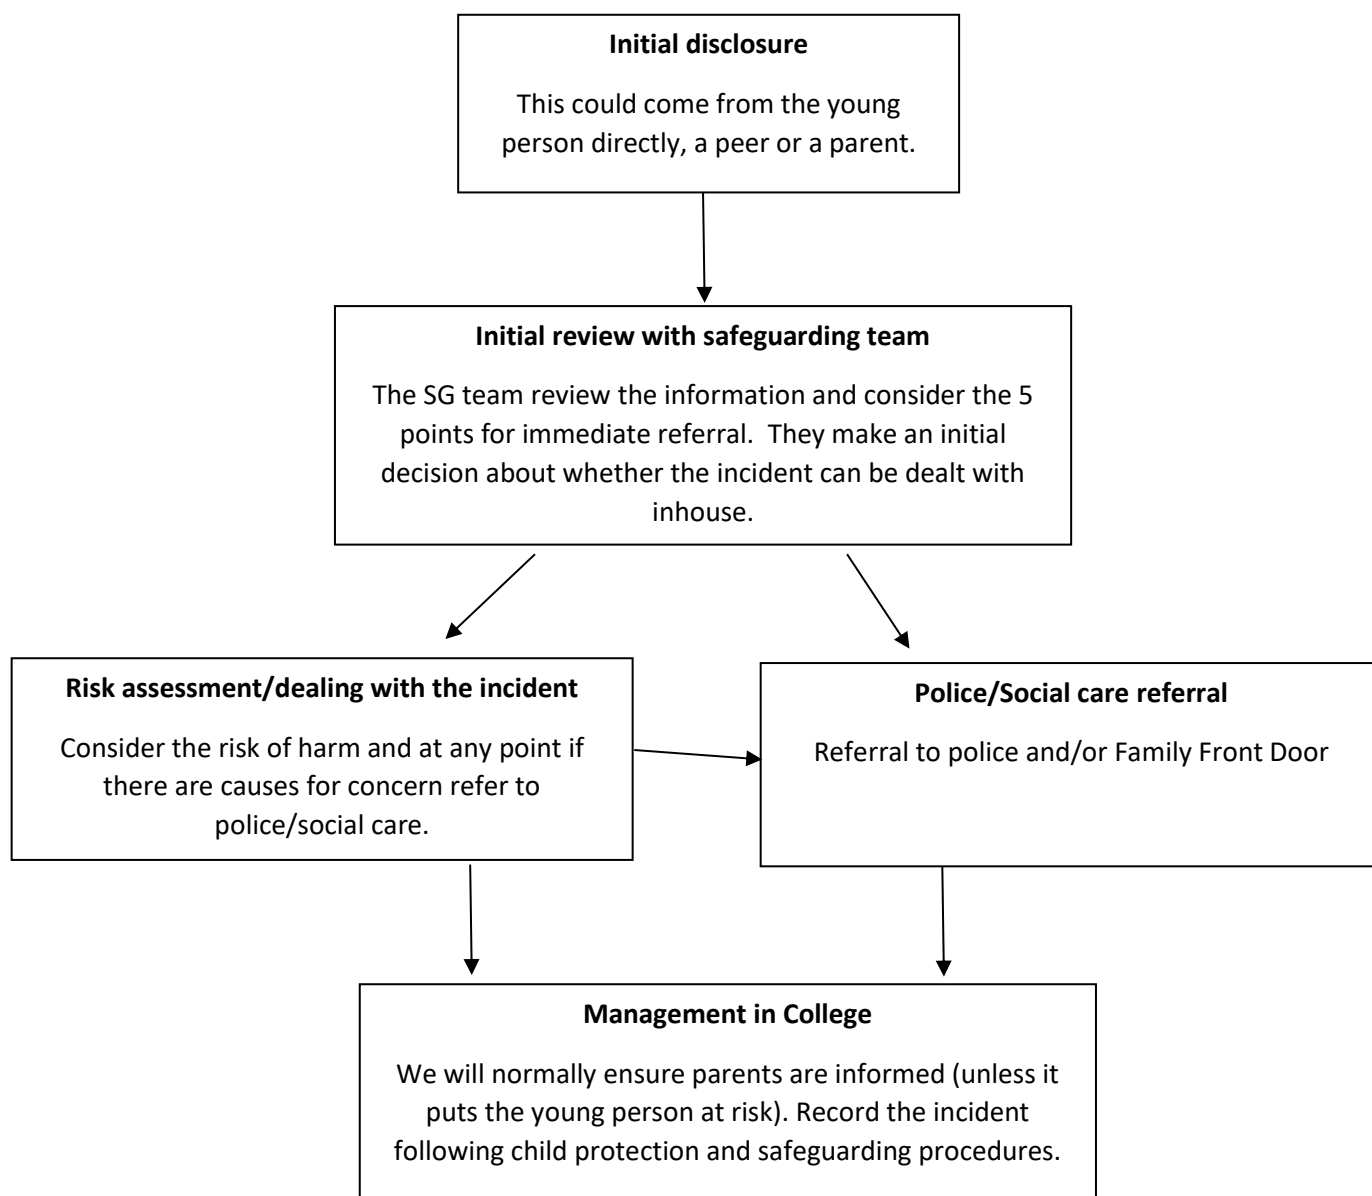 Initial disclosure
This could come from the young
person directly, a peer or a parent.
Initial review with safeguarding team
The SG team review the information and consider the 5
points for immediate referral.  They make an initial
decision about whether the incident can be dealt with
inhouse.
Risk assessment/dealing with the incident
Consider the risk of harm and at any point if
there are causes for concern refer to
police/social care.
Police/Social care referral
Referral to police and/or Family Front Door
Management in College
We will normally ensure parents are informed (unless it
puts the young person at risk). Record the incident
following child protection and safeguarding procedures.